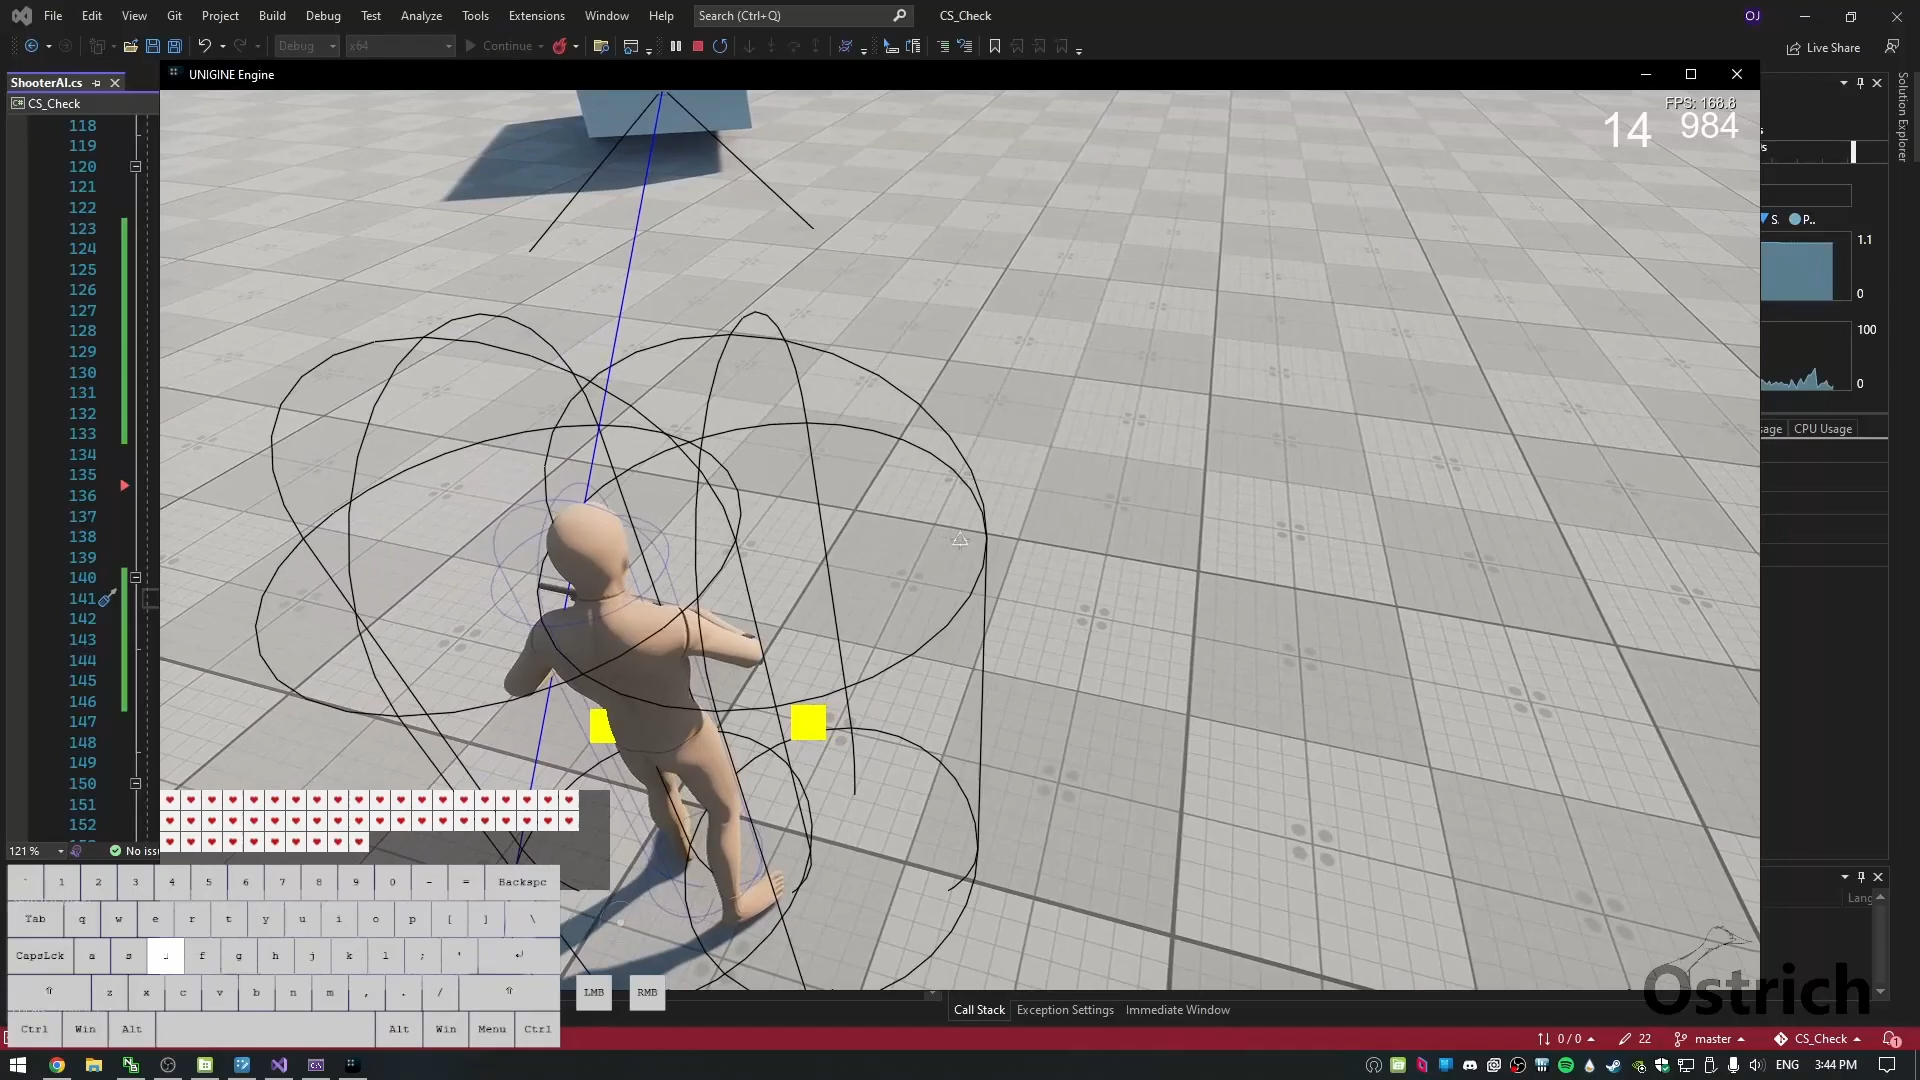 File Edit View Git Project Build Debug Test Analyze Tools Extensions Window Help Search (Ctrl+Q) CS_Check OJ
Debug x64 Continue Live Share
ShooterAI.cs
CS_Check
UNIGINE Engine
FPS: 168.8
14 984
118
119
120
121
122
123
124
125
126
127
128
129
130
131
132
133
134
135
136
137
138
139
140
141
142
143
144
145
146
147
148
149
150
151
152
121 % No iss
Solution Explorer
S. P..
1.1
0
100
0
sage CPU Usage
Lang
` 1 2 3 4 5 6 7 8 9 0 - = Backspc
Tab q w e r t y u i o p [ ] \
CapsLck a s f g h j k l ; '
z x c v b n m , . /
Ctrl Win Alt Alt Win Menu Ctrl
LMB RMB
Call Stack Exception Settings Immediate Window
Ostrich
0 / 0 22 master CS_Check 1
ENG 3:44 PM